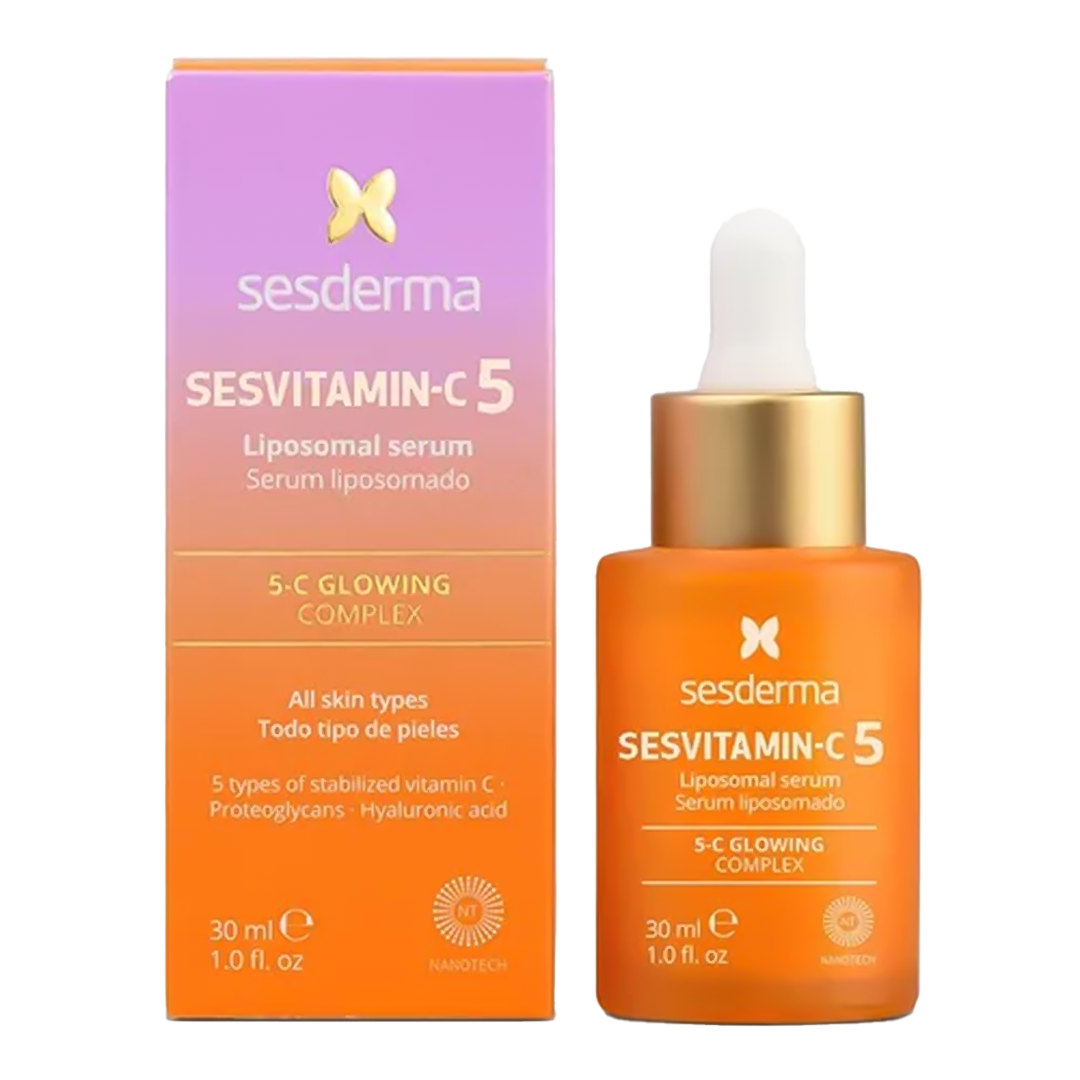 sesderma
SESVITAMIN-C 5
Liposomal serum
Serum liposomado
5-C GLOWING
COMPLEX
All skin types
Todo tipo de pieles
5 types of stabilized vitamin C ·
Proteoglycans · Hyaluronic acid
30 ml ℮
1.0 fl. oz
NT
NANOTECH
sesderma
SESVITAMIN-C 5
Liposomal serum
Serum liposomado
5-C GLOWING
COMPLEX
30 ml ℮
1.0 fl. oz
NT
NANOTECH